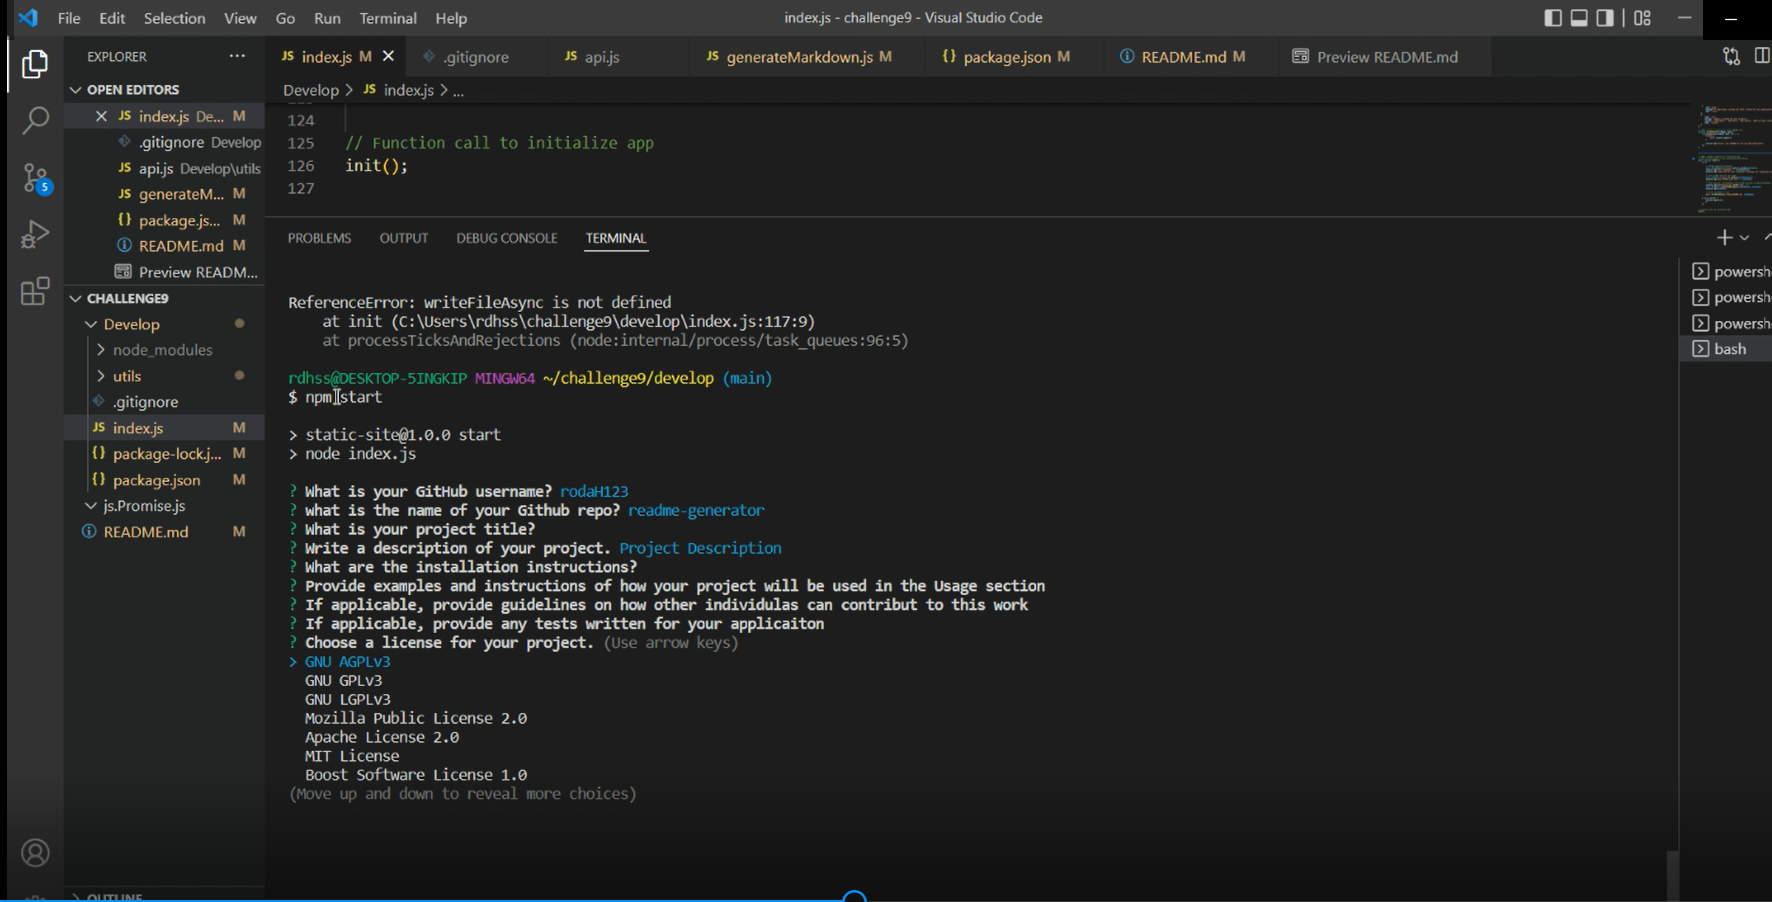 File Edit Selection View Go Run Terminal Help
index.js - challenge9 - Visual Studio Code
EXPLORER ...
JS index.js M
.gitignore
JS api.js
JS generateMarkdown.js M
{} package.json M
README.md M
Preview README.md
OPEN EDITORS
JS index.js De... M
.gitignore Develop
JS api.js Develop\utils
JS generateM... M
{} package.js... M
README.md M
Preview READM...
5
CHALLENGE9
Develop
node_modules
utils
.gitignore
JS index.js M
{} package-lock.j... M
{} package.json M
js.Promise.js
README.md M
Develop > JS index.js > ...
124
125 // Function call to initialize app
126 init();
127
PROBLEMS OUTPUT DEBUG CONSOLE TERMINAL
ReferenceError: writeFileAsync is not defined
at init (C:\Users\rdhss\challenge9\develop\index.js:117:9)
at processTicksAndRejections (node:internal/process/task_queues:96:5)
rdhss@DESKTOP-5INGKIP MINGW64 ~/challenge9/develop (main)
$ npm start
> static-site@1.0.0 start
> node index.js
? What is your GitHub username? rodaH123
? what is the name of your Github repo? readme-generator
? What is your project title?
? Write a description of your project. Project Description
? What are the installation instructions?
? Provide examples and instructions of how your project will be used in the Usage section
? If applicable, provide guidelines on how other individulas can contribut to this work
? If applicable, provide any tests written for your applicaiton
? Choose a license for your project. (Use arrow keys)
> GNU AGPLv3
GNU GPLv3
GNU LGPLv3
Mozilla Public License 2.0
Apache License 2.0
MIT License
Boost Software License 1.0
(Move up and down to reveal more choices)
powersh
powersh
powersh
bash
OUTLINE